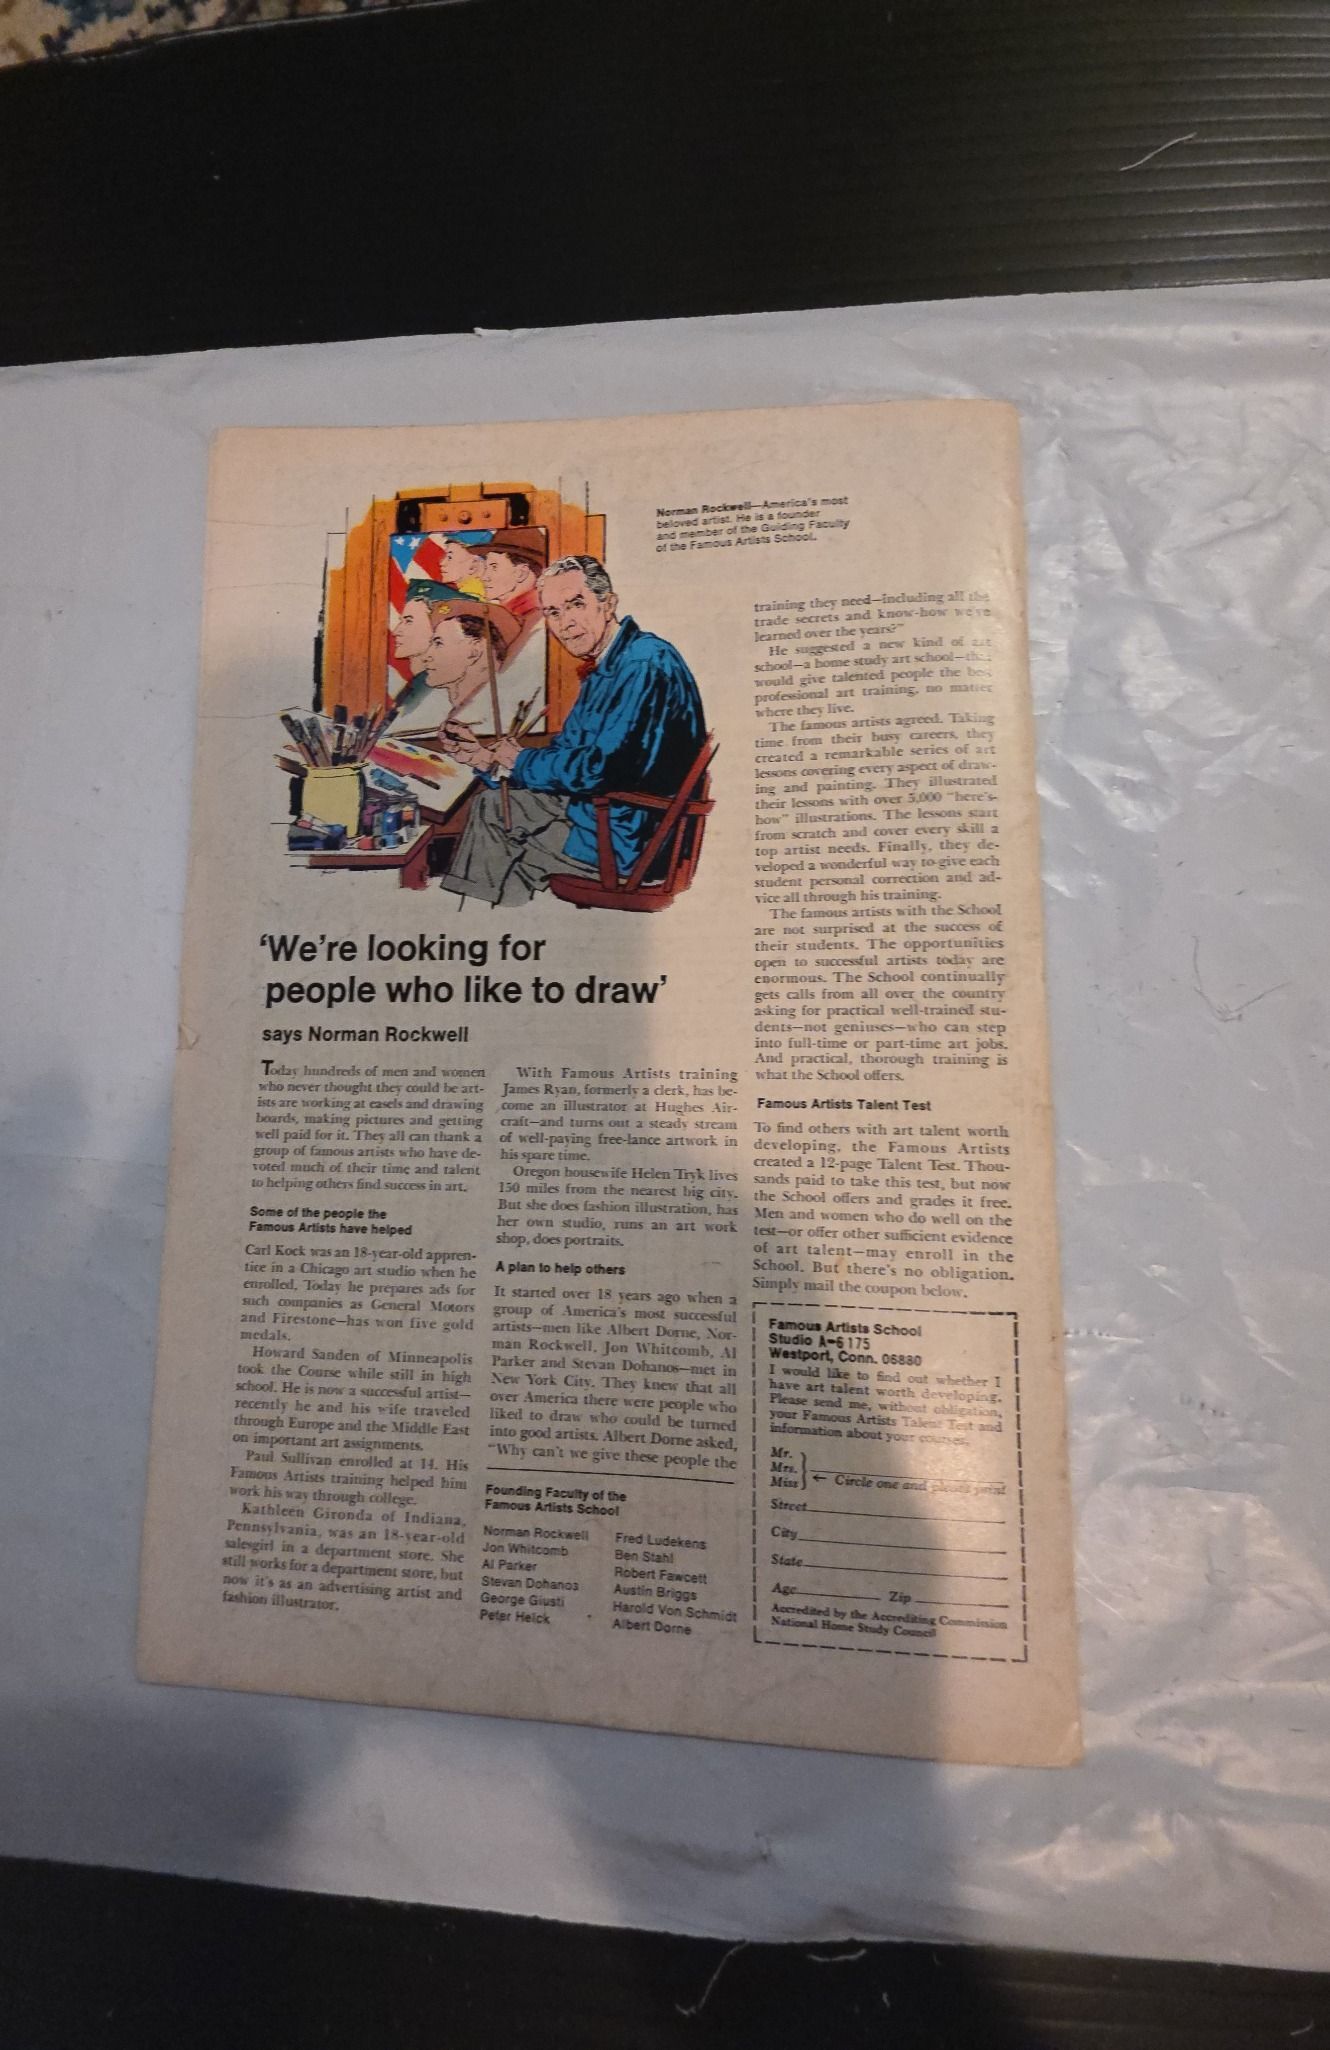 Norman Rockwell—America's most
beloved artist. He is a founder
and member of the Guiding Faculty
of the Famous Artists School.
'We're looking for
people who like to draw'
says Norman Rockwell
Today hundreds of men and women
who never thought they could be art-
ists are working at easels and drawing
boards, making pictures and getting
well paid for it. They all can thank a
group of famous artists who have de-
voted much of their time and talent
to helping others find success in art.
Some of the people the
Famous Artists have helped
Carl Kock was an 18-year-old appren-
tice in a Chicago art studio when he
enrolled. Today he prepares ads for
such companies as General Motors
and Firestone—has won five gold
medals.
Howard Sanden of Minneapolis
took the Course while still in high
school. He is now a successful artist—
recently he and his wife traveled
through Europe and the Middle East
on important art assignments.
Paul Sullivan enrolled at 14. His
Famous Artists training helped him
work his way through college.
Kathleen Gironda of Indiana,
Pennsylvania, was an 18-year-old
salesgirl in a department store. She
still works for a department store, but
now it's as an advertising artist and
fashion illustrator.
With Famous Artists training
James Ryan, formerly a clerk, has be-
come an illustrator at Hughes Air-
craft—and turns out a steady stream
of well-paying free-lance artwork in
his spare time.
Oregon housewife Helen Tryk lives
150 miles from the nearest big city.
But she does fashion illustration, has
her own studio, runs an art work
shop, does portraits.
A plan to help others
It started over 18 years ago when a
group of America's most successful
artists—men like Albert Dorne, Nor-
man Rockwell, Jon Whitcomb, Al
Parker and Stevan Dohanos—met in
New York City. They knew that all
over America there were people who
liked to draw who could be turned
into good artists. Albert Dorne asked,
"Why can't we give these people the
Founding Faculty of the
Famous Artists School
Norman Rockwell
Jon Whitcomb
Al Parker
Stevan Dohanos
George Giusti
Peter Helck
Fred Ludekens
Ben Stahl
Robert Fawcett
Austin Briggs
Harold Von Schmidt
Albert Dorne
training they need—including all the
trade secrets and know-how we've
learned over the years?"
He suggested a new kind of art
school—a home study art school—that
would give talented people the best
professional art training, no matter
where they live.
The famous artists agreed. Taking
time from their busy careers, they
created a remarkable series of art
lessons covering every aspect of draw-
ing and painting. They illustrated
their lessons with over 5,000 "here's-
how" illustrations. The lessons start
from scratch and cover every skill a
top artist needs. Finally, they de-
veloped a wonderful way to give each
student personal correction and ad-
vice all through his training.
The famous artists with the School
are not surprised at the success of
their students. The opportunities
open to successful artists today are
enormous. The School continually
gets calls from all over the country
asking for practical well-trained stu-
dents—not geniuses—who can step
into full-time or part-time art jobs.
And practical, thorough training is
what the School offers.
Famous Artists Talent Test
To find others with art talent worth
developing, the Famous Artists
created a 12-page Talent Test. Thou-
sands paid to take this test, but now
the School offers and grades it free.
Men and women who do well on the
test—or offer other sufficient evidence
of art talent—may enroll in the
School. But there's no obligation.
Simply mail the coupon below.
Famous Artists School
Studio A-6175
Westport, Conn. 06880
I would like to find out whether I
have art talent worth developing.
Please send me, without obligation,
your Famous Artists Talent Test and
information about your courses.
Mr.
Mrs.
Miss
← Circle one and please print
Street
City
State
Age Zip
Accredited by the Accrediting Commission
National Home Study Council